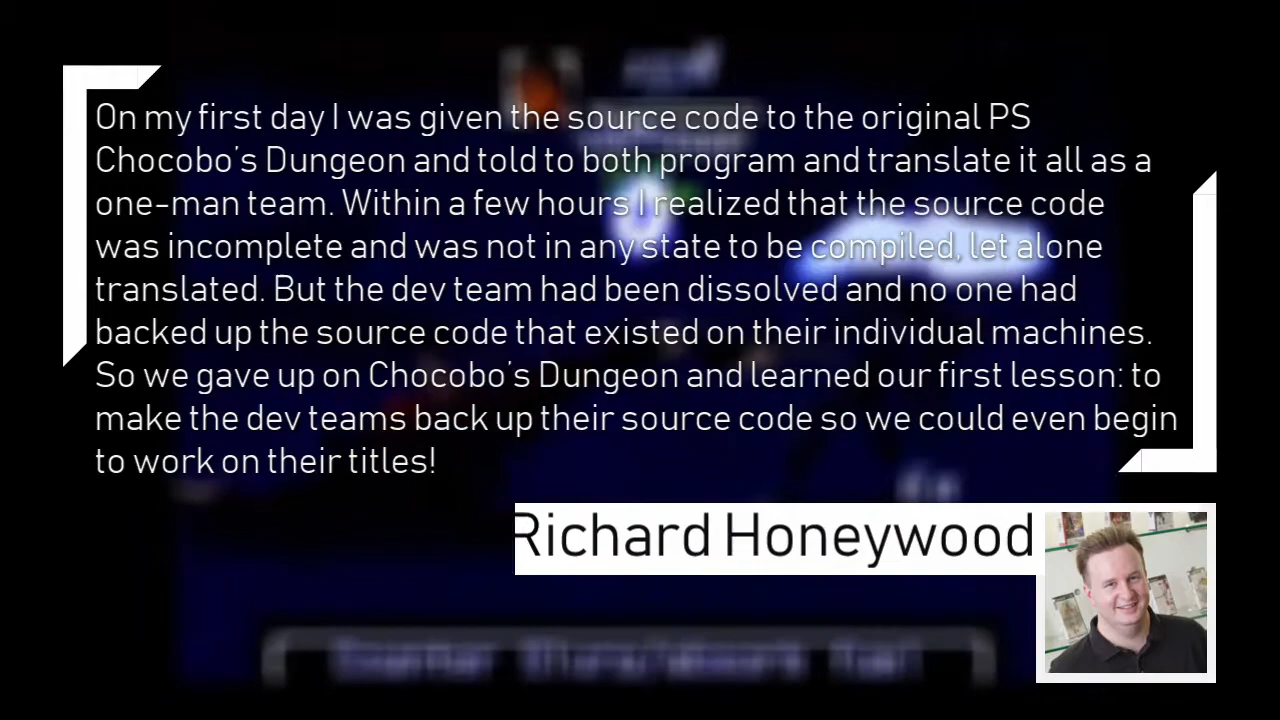 On my first day I was given the source code to the original PS
Chocobo's Dungeon and told to both program and translate it all as a
one-man team. Within a few hours I realized that the source code
was incomplete and was not in any state to be compiled, let alone
translated. But the dev team had been dissolved and no one had
backed up the source code that existed on their individual machines.
So we gave up on Chocobo's Dungeon and learned our first lesson: to
make the dev teams back up their source code so we could even begin
to work on their titles!
Richard Honeywood